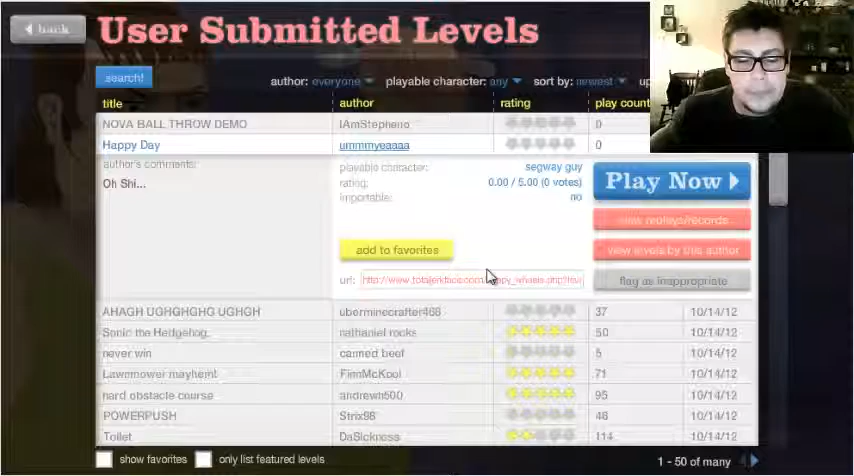 back
User Submitted Levels
search!
author: everyone playable character: any sort by: newest
title author rating play count
NOVA BALL THROW DEMO IAmStepheno 0
Happy Day ummmyeaaaa 0
author's comments:
Oh Shi...
playable character: segway guy
rating: 0.00 / 5.00 (0 votes)
importable: no
Play Now
view replays/records
add to favorites
view levels by this author
url:
flag as inappropriate
AHAGH UGHGHGHG UGHGH uberminecrafter468 37 10/14/12
Sonic the Hedgehog. nathaniel rocks 50 10/14/12
never win canned beef 5 10/14/12
Lawnmower mayhem! FinnMcKool 71 10/14/12
hard obstacle course andrewh500 95 10/14/12
POWERPUSH Strix98 46 10/14/12
Toilet DaSickness 114 10/14/12
show favorites only list featured levels 1 - 50 of many